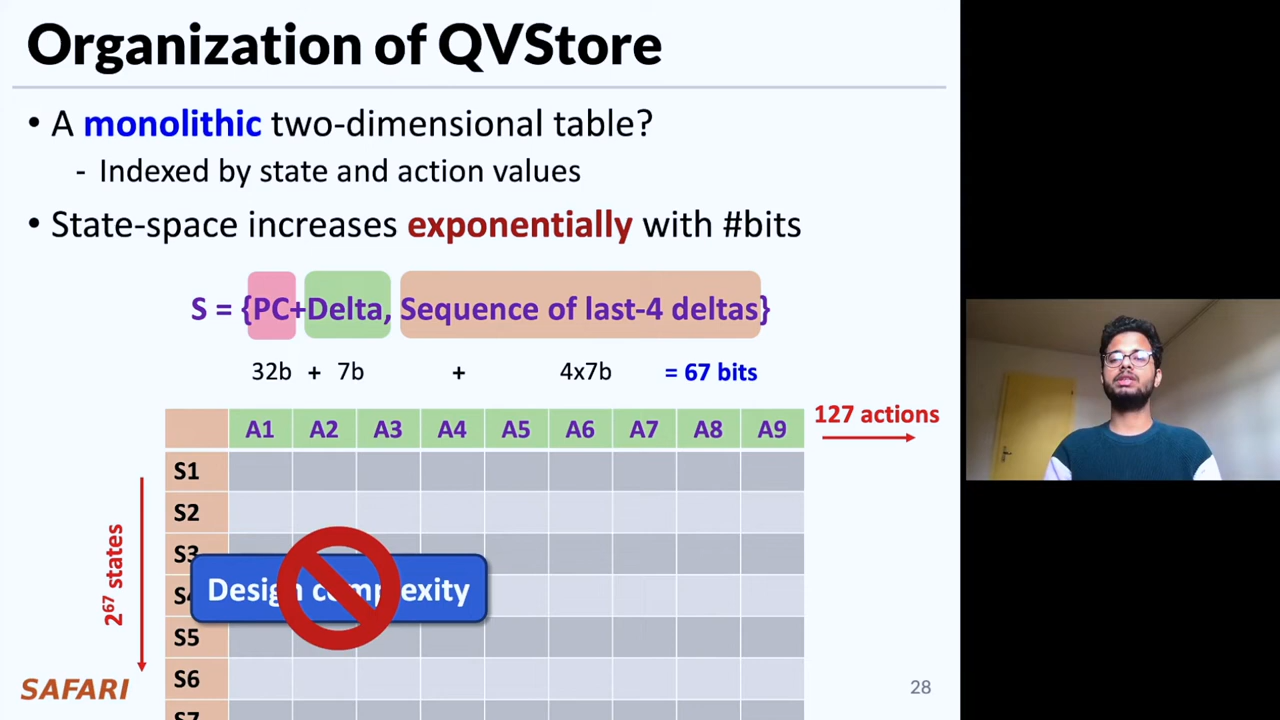 Organization of QVStore
• A monolithic two-dimensional table?
- Indexed by state and action values
• State-space increases exponentially with #bits
S = {PC+Delta, Sequence of last-4 deltas}
32b + 7b + 4x7b = 67 bits
127 actions
A1 A2 A3 A4 A5 A6 A7 A8 A9
S1
S2
S3
S4
S5
S6
S7
2^67 states
Design complexity
SAFARI
28